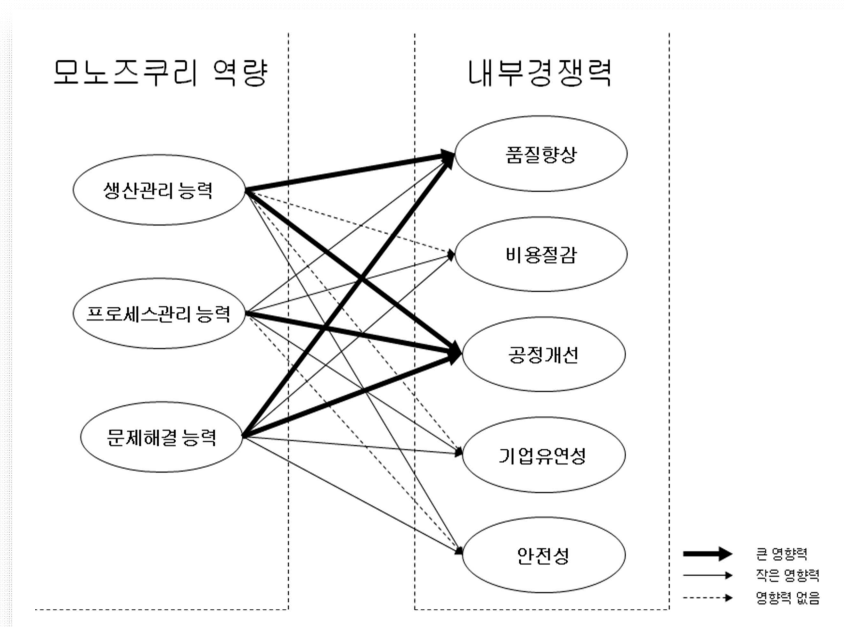 모노즈쿠리 역량
내부경쟁력
생산관리 능력
프로세스관리 능력
문제해결 능력
품질향상
비용절감
공정개선
기업유연성
안전성
큰 영향력
작은 영향력
영향력 없음